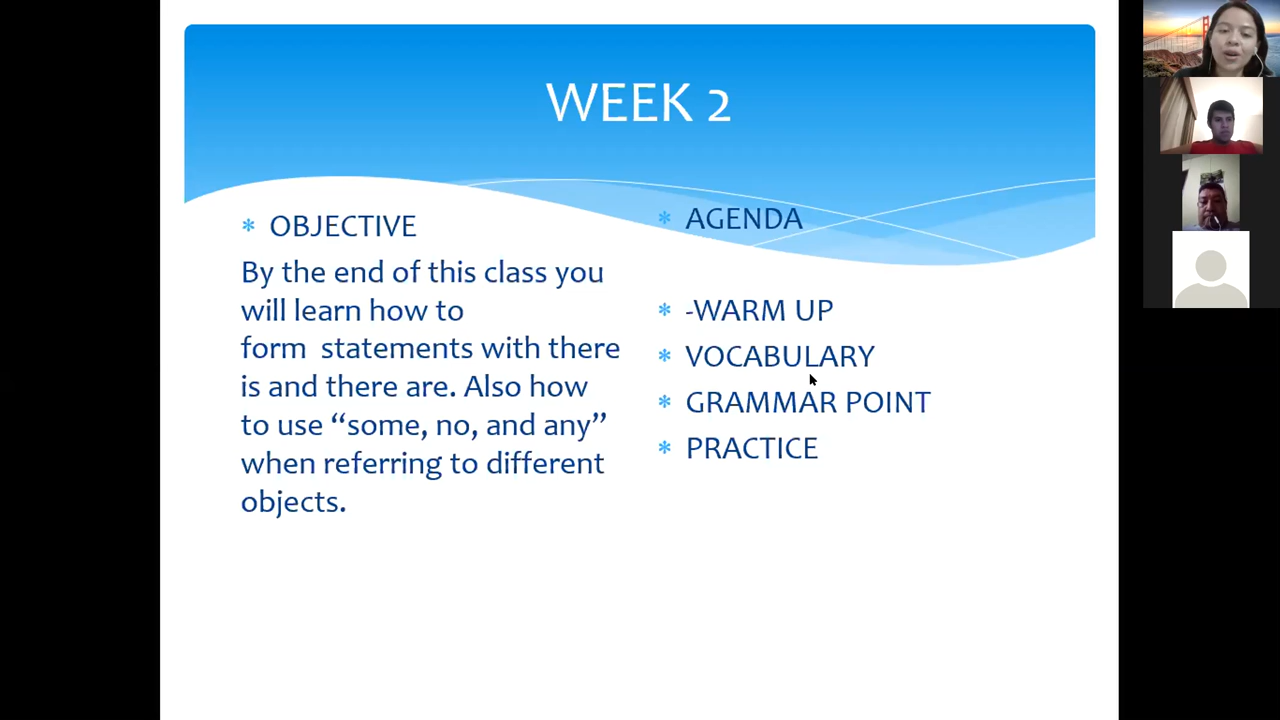 WEEK 2
OBJECTIVE
By the end of this class you
will learn how to
form  statements with there
is and there are. Also how
to use “some, no, and any”
when referring to different
objects.
AGENDA
-WARM UP
VOCABULARY
GRAMMAR POINT
PRACTICE